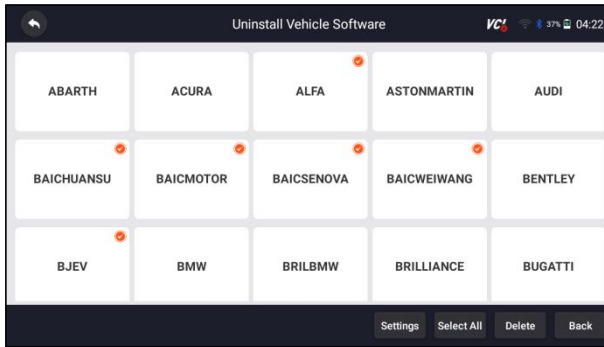 Uninstall Vehicle Software VCI 37% 04:22
ABARTH ACURA ALFA ASTONMARTIN AUDI
BAICHUANSU BAICMOTOR BAICSENOVA BAICWEIWANG BENTLEY
BJEV BMW BRILBMW BRILLIANCE BUGATTI
Settings Select All Delete Back